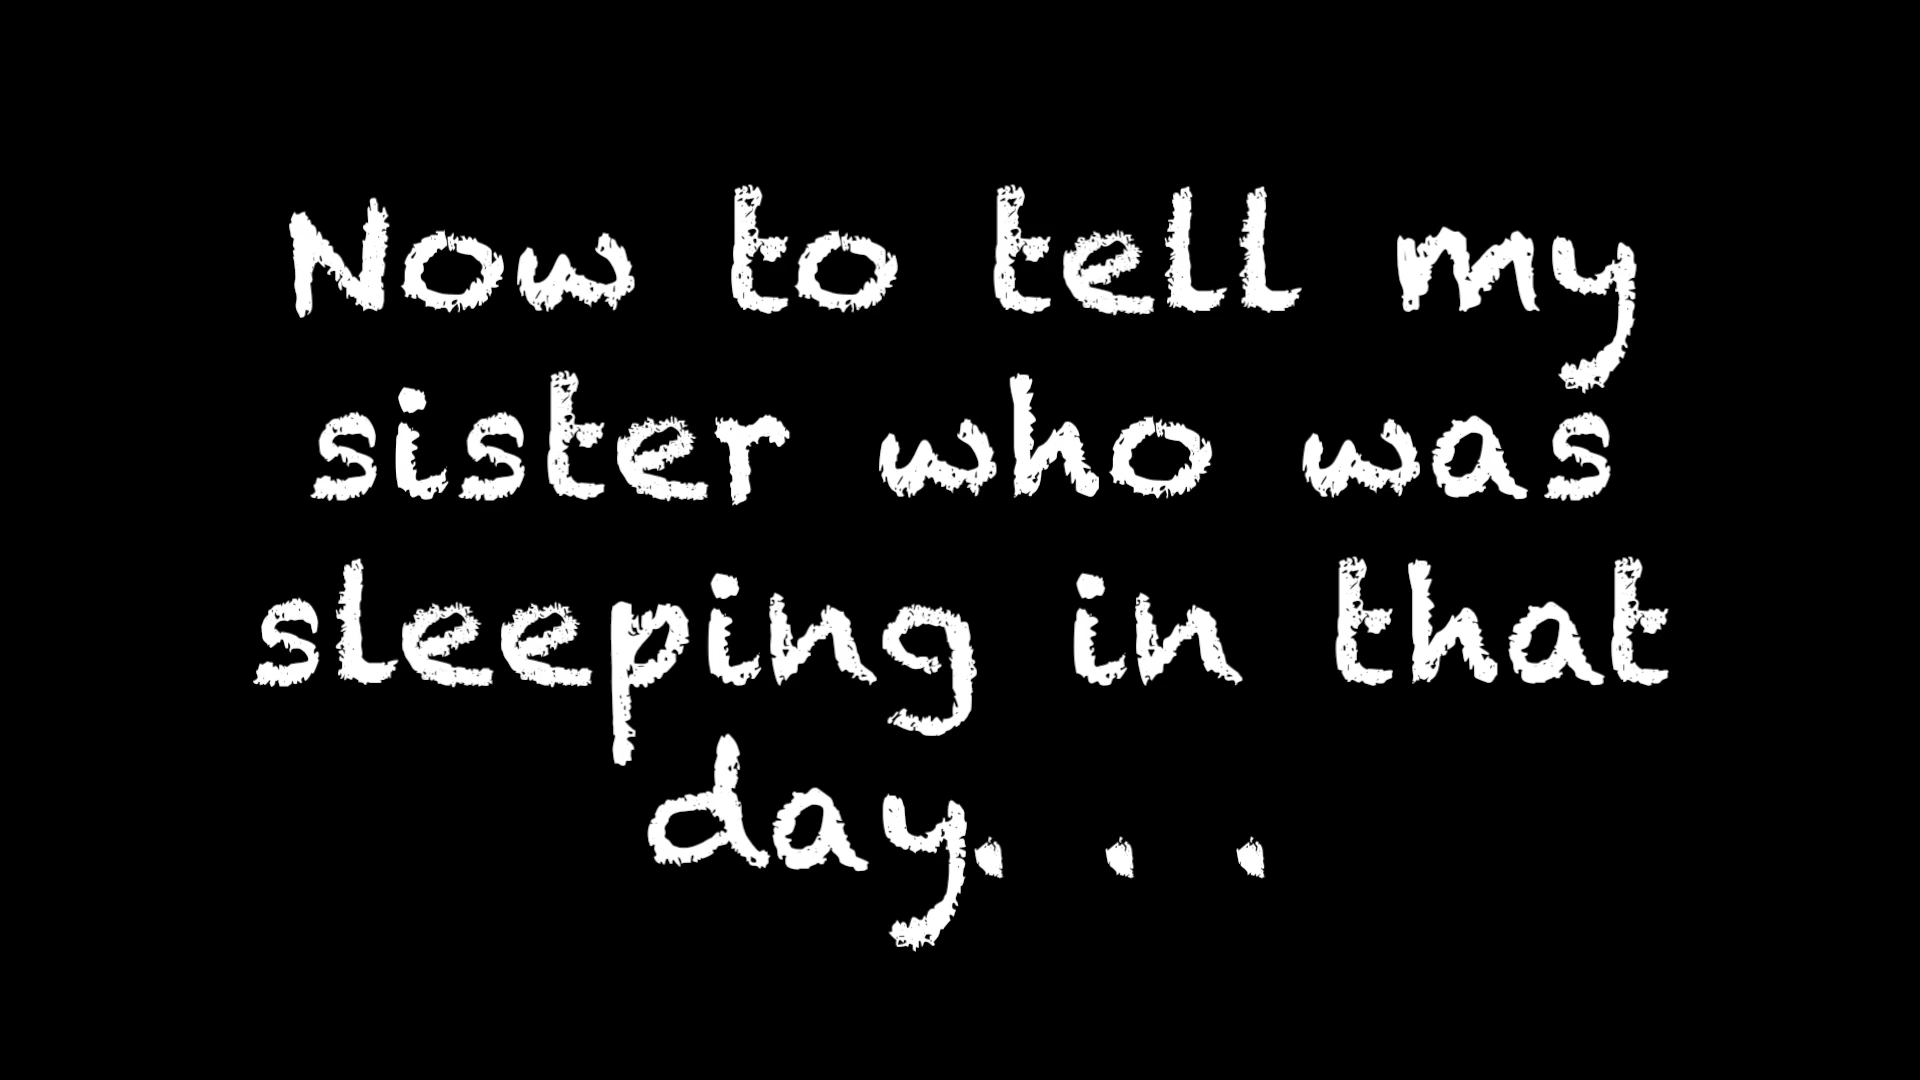 Now to tell my
sister who was
sleeping in that
day. . .